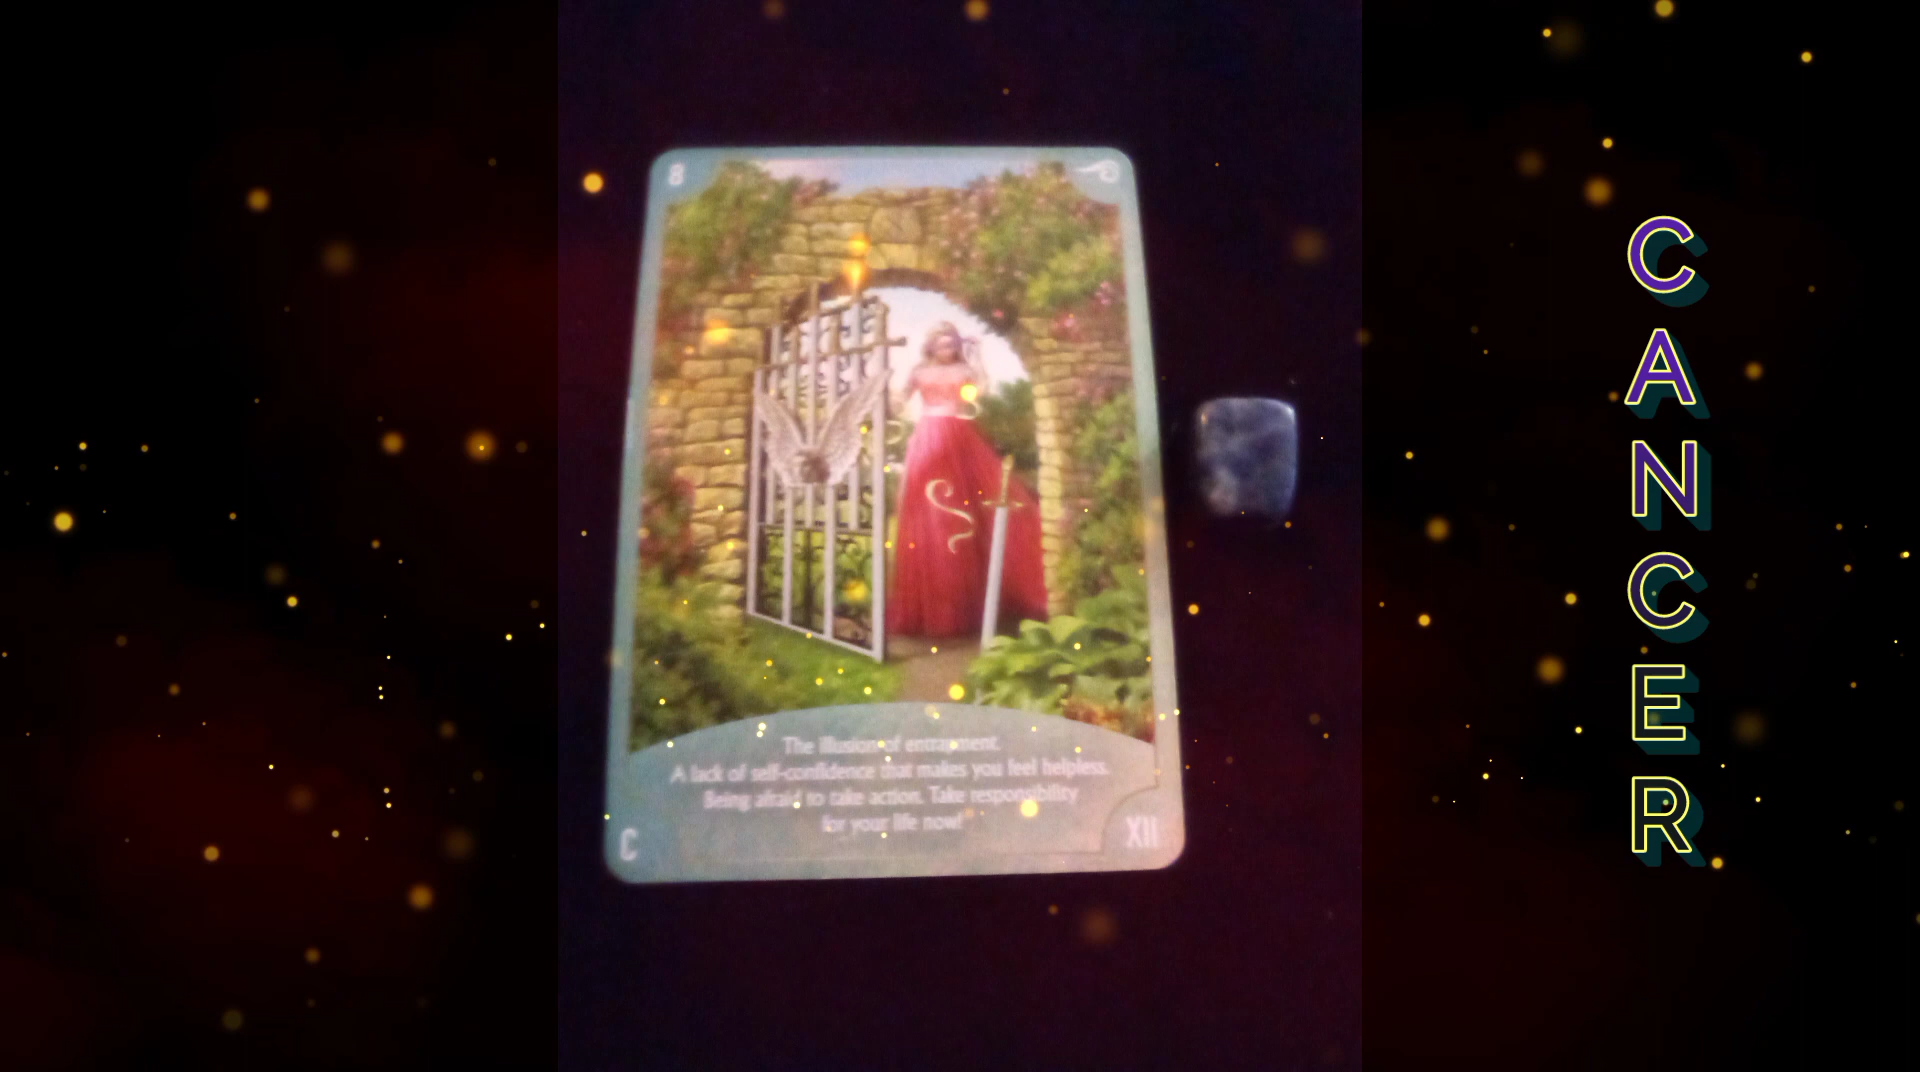 8
The illusion of entrapment.
A lack of self-confidence that makes you feel helpless.
Being afraid to take action. Take responsibility
for your life now!
C
XII
CANCER